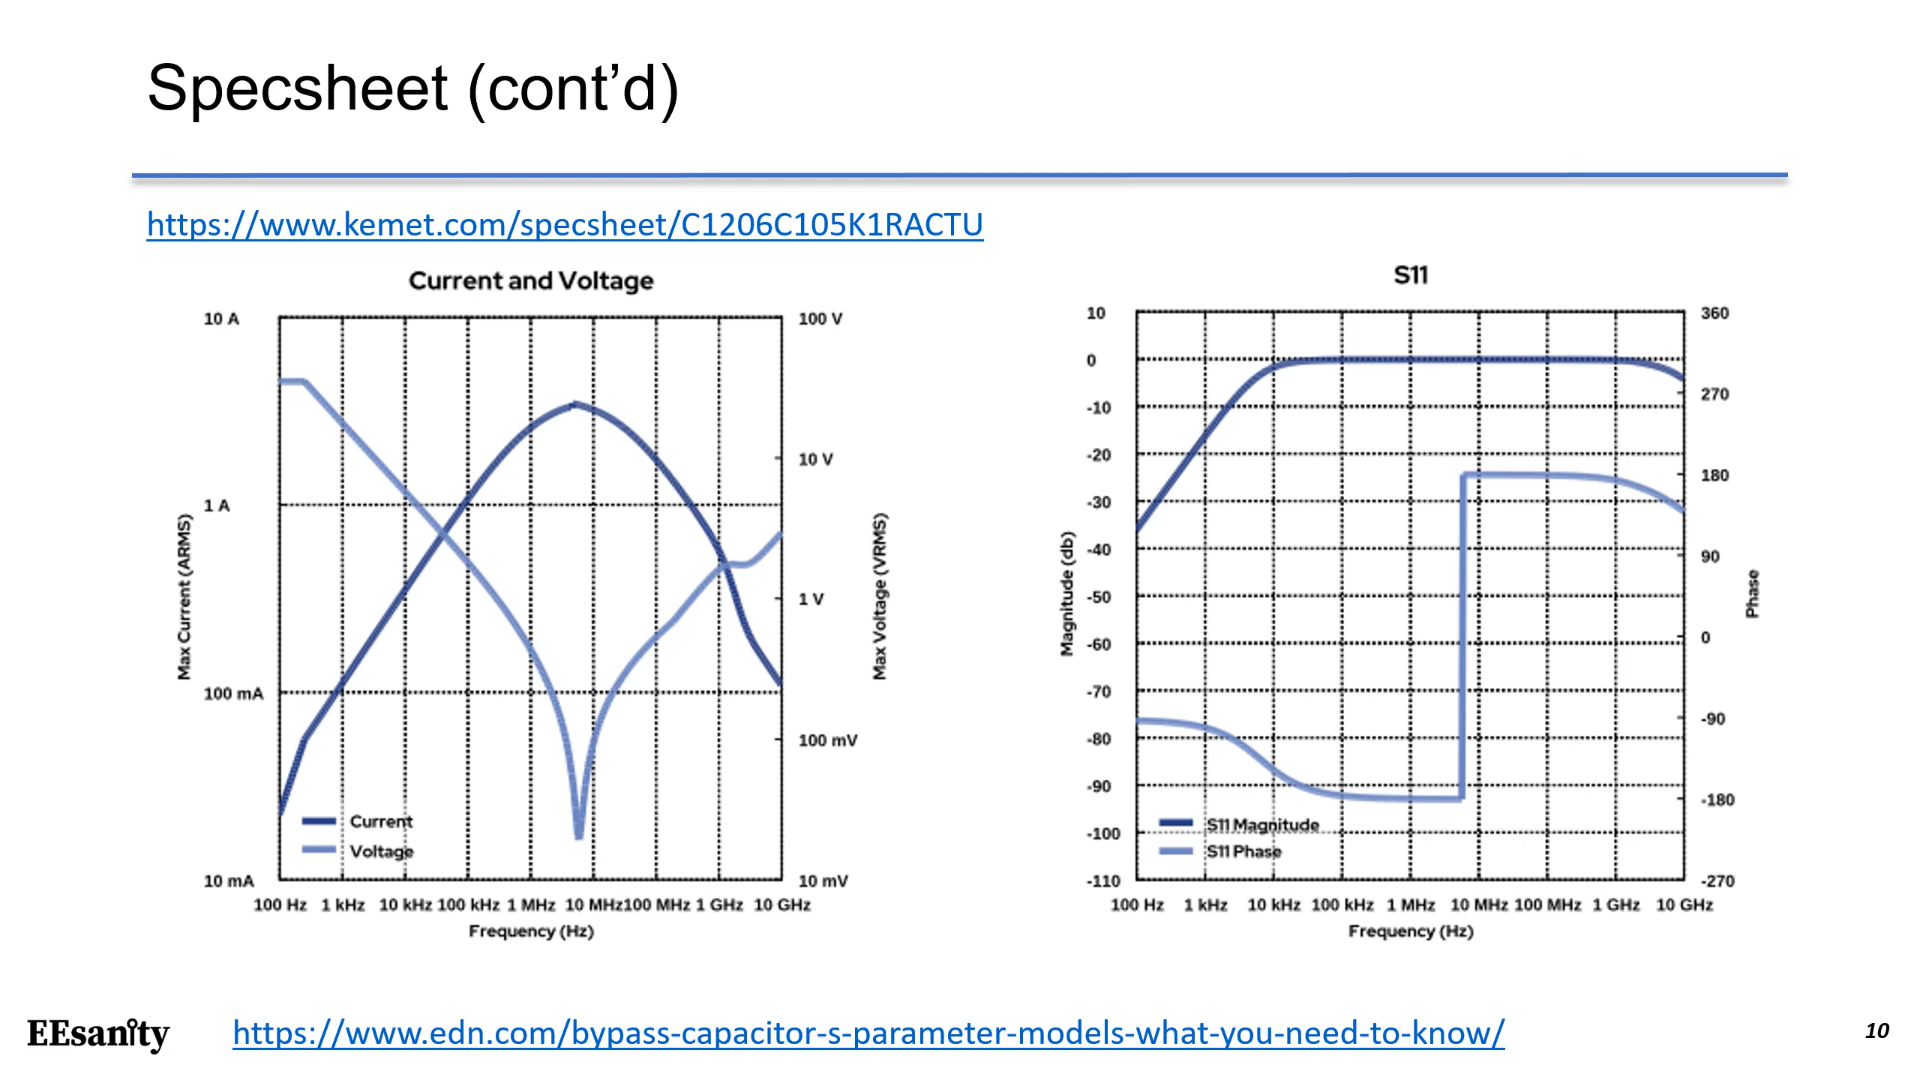 Specsheet (cont’d)
https://www.kemet.com/specsheet/C1206C105K1RACTU
Current and Voltage
10 A
1 A
100 mA
10 mA
Max Current (ARMS)
100 V
10 V
1 V
100 mV
10 mV
Max Voltage (VRMS)
Current
Voltage
100 Hz 1 kHz 10 kHz 100 kHz 1 MHz 10 MHz 100 MHz 1 GHz 10 GHz
Frequency (Hz)
S11
10
0
-10
-20
-30
-40
-50
-60
-70
-80
-90
-100
-110
Magnitude (db)
360
270
180
90
0
-90
-180
-270
Phase
S11 Magnitude
S11 Phase
100 Hz 1 kHz 10 kHz 100 kHz 1 MHz 10 MHz 100 MHz 1 GHz 10 GHz
Frequency (Hz)
EEsanity
https://www.edn.com/bypass-capacitor-s-parameter-models-what-you-need-to-know/
10